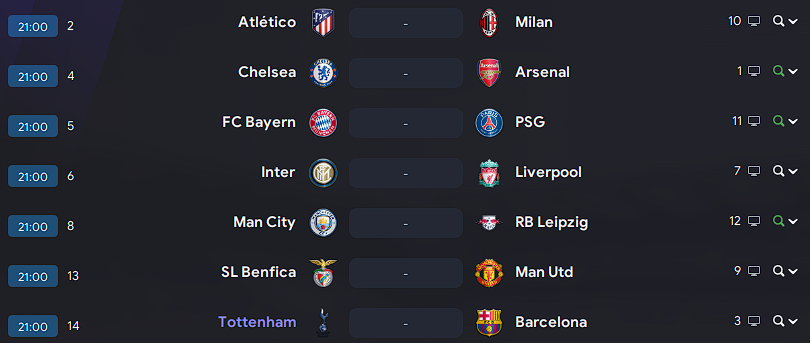 21:00 2 Atlético - Milan 10
21:00 4 Chelsea - Arsenal 1
21:00 5 FC Bayern - PSG 11
21:00 6 Inter - Liverpool 7
21:00 8 Man City - RB Leipzig 12
21:00 13 SL Benfica - Man Utd 9
21:00 14 Tottenham - Barcelona 3